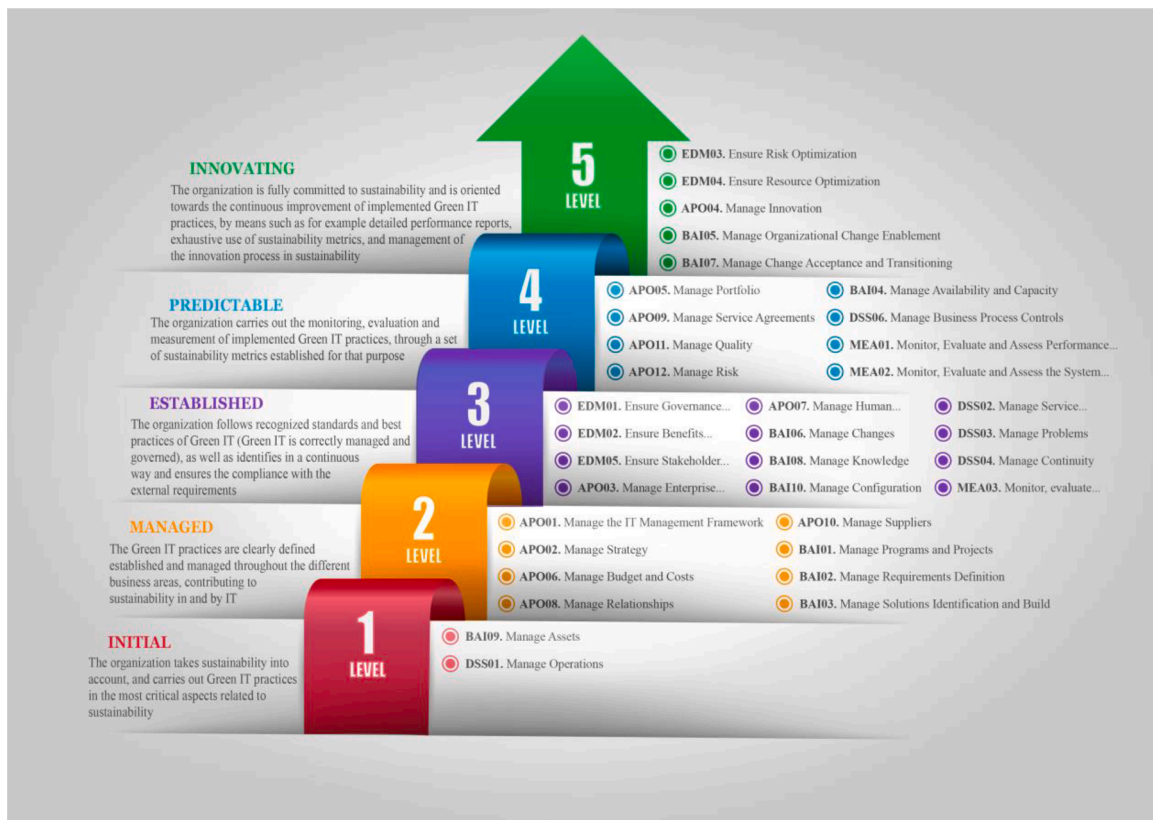 INNOVATING
The organization is fully committed to sustainability and is oriented
towards the continuous improvement of implemented Green IT
practices, by means such as for example detailed performance reports,
exhaustive use of sustainability metrics, and management of
the innovation process in sustainability
5
LEVEL
EDM03. Ensure Risk Optimization
EDM04. Ensure Resource Optimization
APO04. Manage Innovation
BAI05. Manage Organizational Change Enablement
BAI07. Manage Change Acceptance and Transitioning
PREDICTABLE
The organization carries out the monitoring, evaluation and
measurement of implemented Green IT practices, through a set
of sustainability metrics established for that purpose
4
LEVEL
APO05. Manage Portfolio
APO09. Manage Service Agreements
APO11. Manage Quality
APO12. Manage Risk
BAI04. Manage Availability and Capacity
DSS06. Manage Business Process Controls
MEA01. Monitor, Evaluate and Assess Performance...
MEA02. Monitor, Evaluate and Assess the System...
ESTABLISHED
The organization follows recognized standards and best
practices of Green IT (Green IT is correctly managed and
governed), as well as identifies in a continuous
way and ensures the compliance with the
external requirements
3
LEVEL
EDM01. Ensure Governance...
EDM02. Ensure Benefits...
EDM05. Ensure Stakeholder...
APO03. Manage Enterprise...
APO07. Manage Human...
BAI06. Manage Changes
BAI08. Manage Knowledge
BAI10. Manage Configuration
DSS02. Manage Service...
DSS03. Manage Problems
DSS04. Manage Continuity
MEA03. Monitor, evaluate...
MANAGED
The Green IT practices are clearly defined
established and managed throughout the different
business areas, contributing to
sustainability in and by IT
2
LEVEL
APO01. Manage the IT Management Framework
APO02. Manage Strategy
APO06. Manage Budget and Costs
APO08. Manage Relationships
APO10. Manage Suppliers
BAI01. Manage Programs and Projects
BAI02. Manage Requirements Definition
BAI03. Manage Solutions Identification and Build
INITIAL
The organization takes sustainability into
account, and carries out Green IT practices
in the most critical aspects related to
sustainability
1
LEVEL
BAI09. Manage Assets
DSS01. Manage Operations